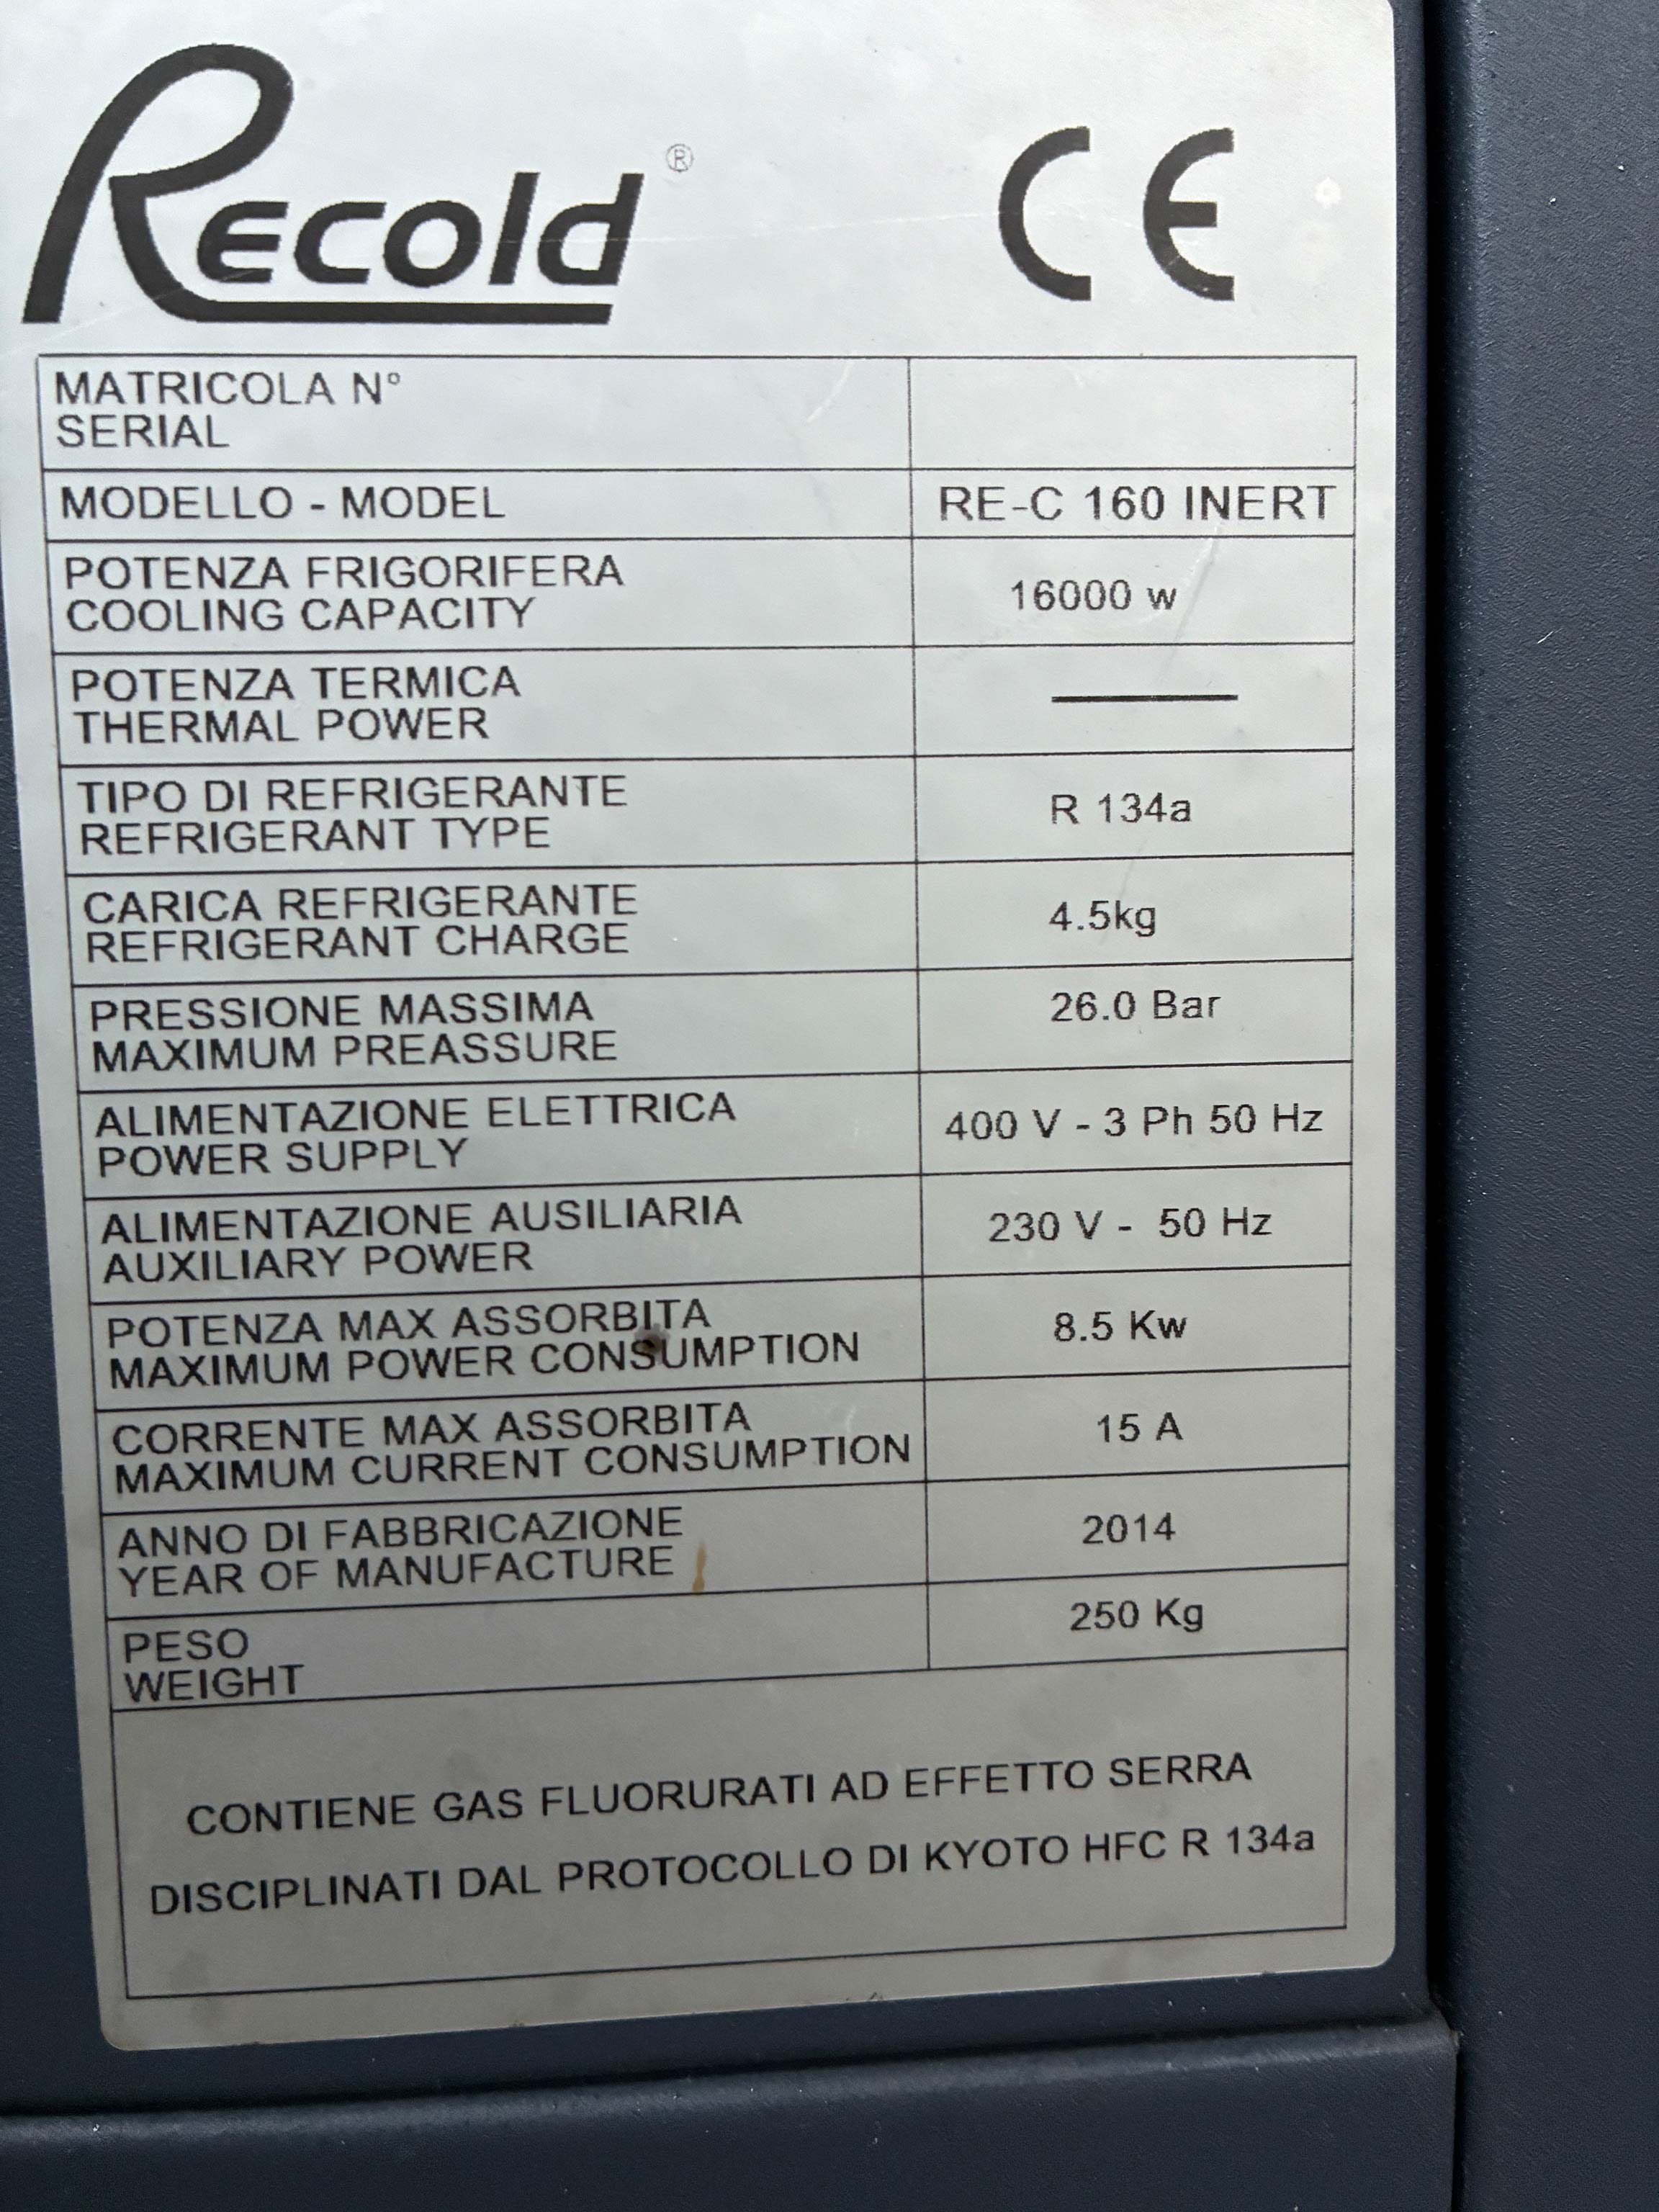 Recold ®
CE
MATRICOLA N°
SERIAL
MODELLO - MODEL RE-C 160 INERT
POTENZA FRIGORIFERA
COOLING CAPACITY
16000 w
POTENZA TERMICA
THERMAL POWER
TIPO DI REFRIGERANTE
REFRIGERANT TYPE
R 134a
CARICA REFRIGERANTE
REFRIGERANT CHARGE
4.5kg
PRESSIONE MASSIMA
MAXIMUM PREASSURE
26.0 Bar
ALIMENTAZIONE ELETTRICA
POWER SUPPLY
400 V - 3 Ph 50 Hz
ALIMENTAZIONE AUSILIARIA
AUXILIARY POWER
230 V - 50 Hz
POTENZA MAX ASSORBITA
MAXIMUM POWER CONSUMPTION
8.5 Kw
CORRENTE MAX ASSORBITA
MAXIMUM CURRENT CONSUMPTION
15 A
ANNO DI FABBRICAZIONE
YEAR OF MANUFACTURE
2014
PESO
WEIGHT
250 Kg
CONTIENE GAS FLUORURATI AD EFFETTO SERRA
DISCIPLINATI DAL PROTOCOLLO DI KYOTO HFC R 134a